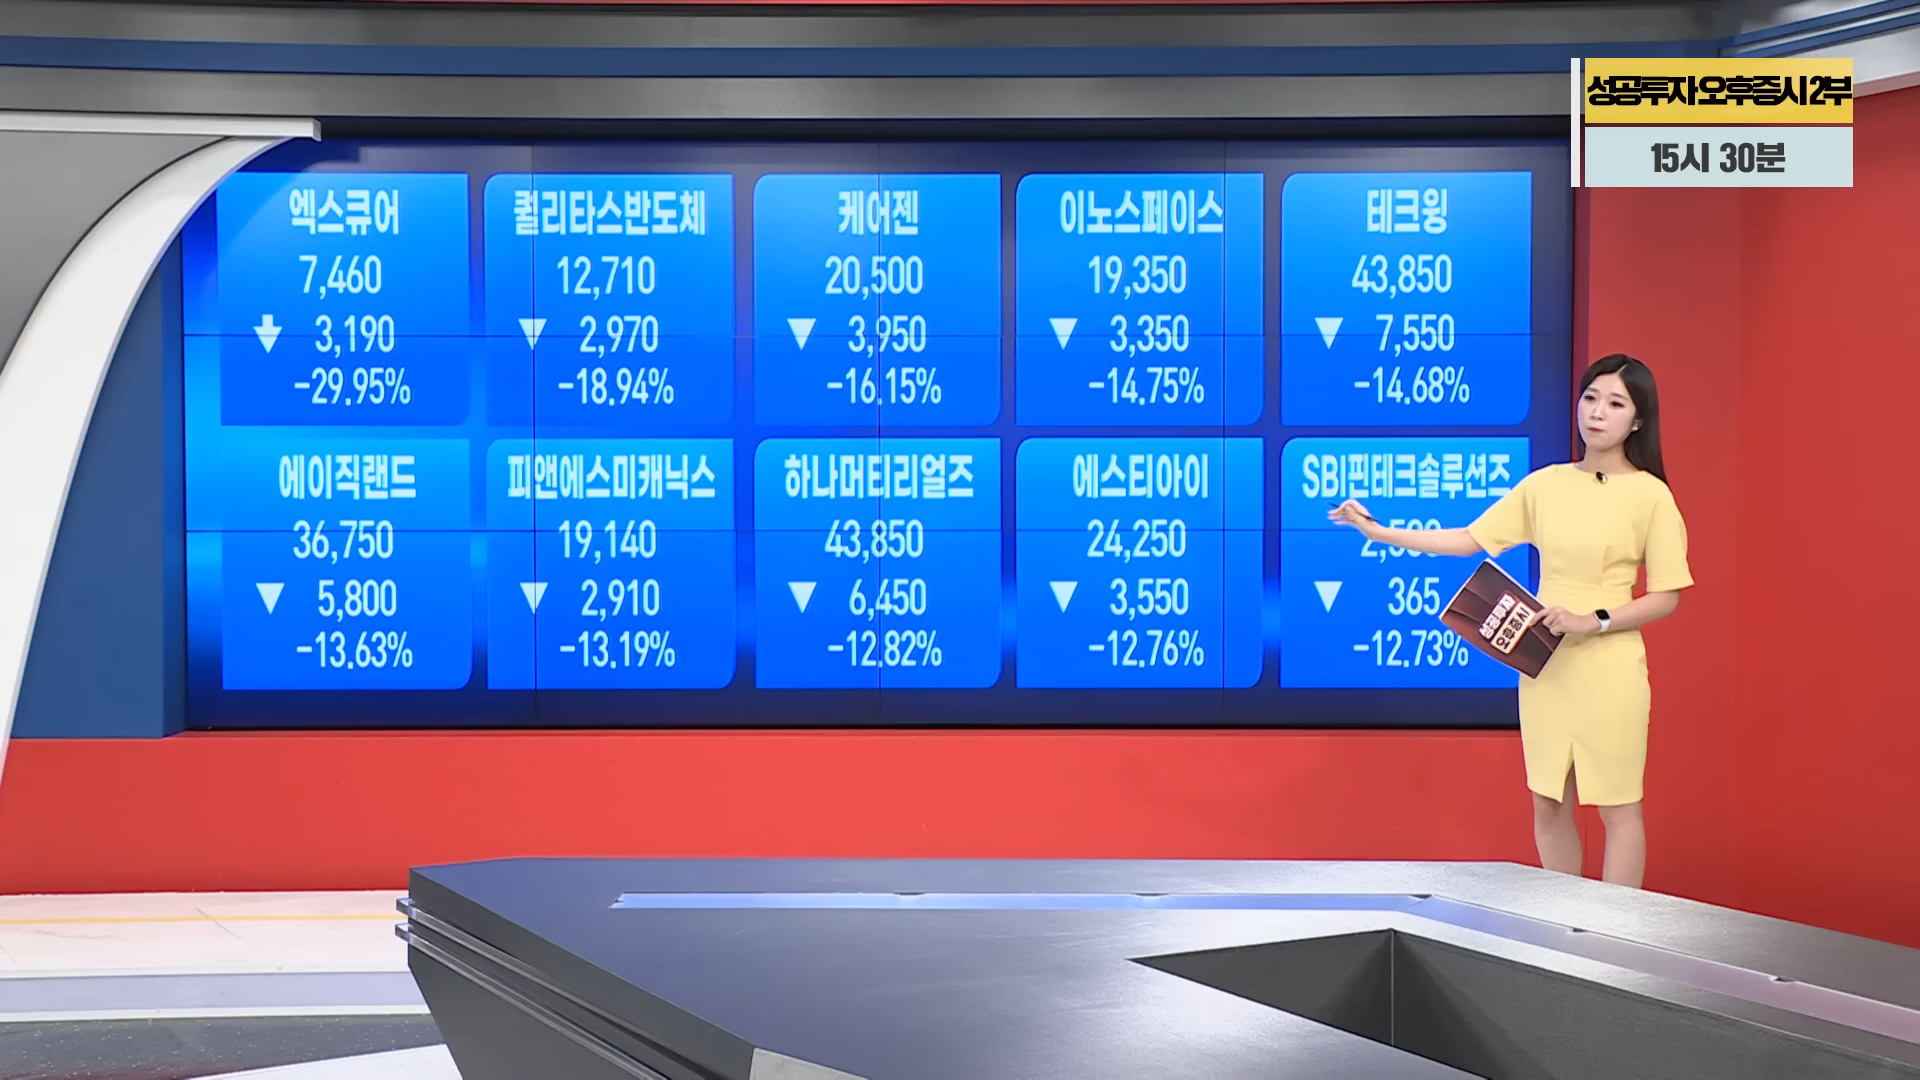 성공투자 오후증시 2부
15시 30분
엑스큐어
7,460
3,190
-29.95%
퀄리타스반도체
12,710
▼ 2,970
-18.94%
케어젠
20,500
▼ 3,950
-16.15%
이노스페이스
19,350
▼ 3,350
-14.75%
테크윙
43,850
▼ 7,550
-14.68%
에이직랜드
36,750
▼ 5,800
-13.63%
피앤에스미캐닉스
19,140
▼ 2,910
-13.19%
하나머티리얼즈
43,850
▼ 6,450
-12.82%
에스티아이
24,250
▼ 3,550
-12.76%
SBI핀테크솔루션즈
▼ 365
-12.73%
성공투자